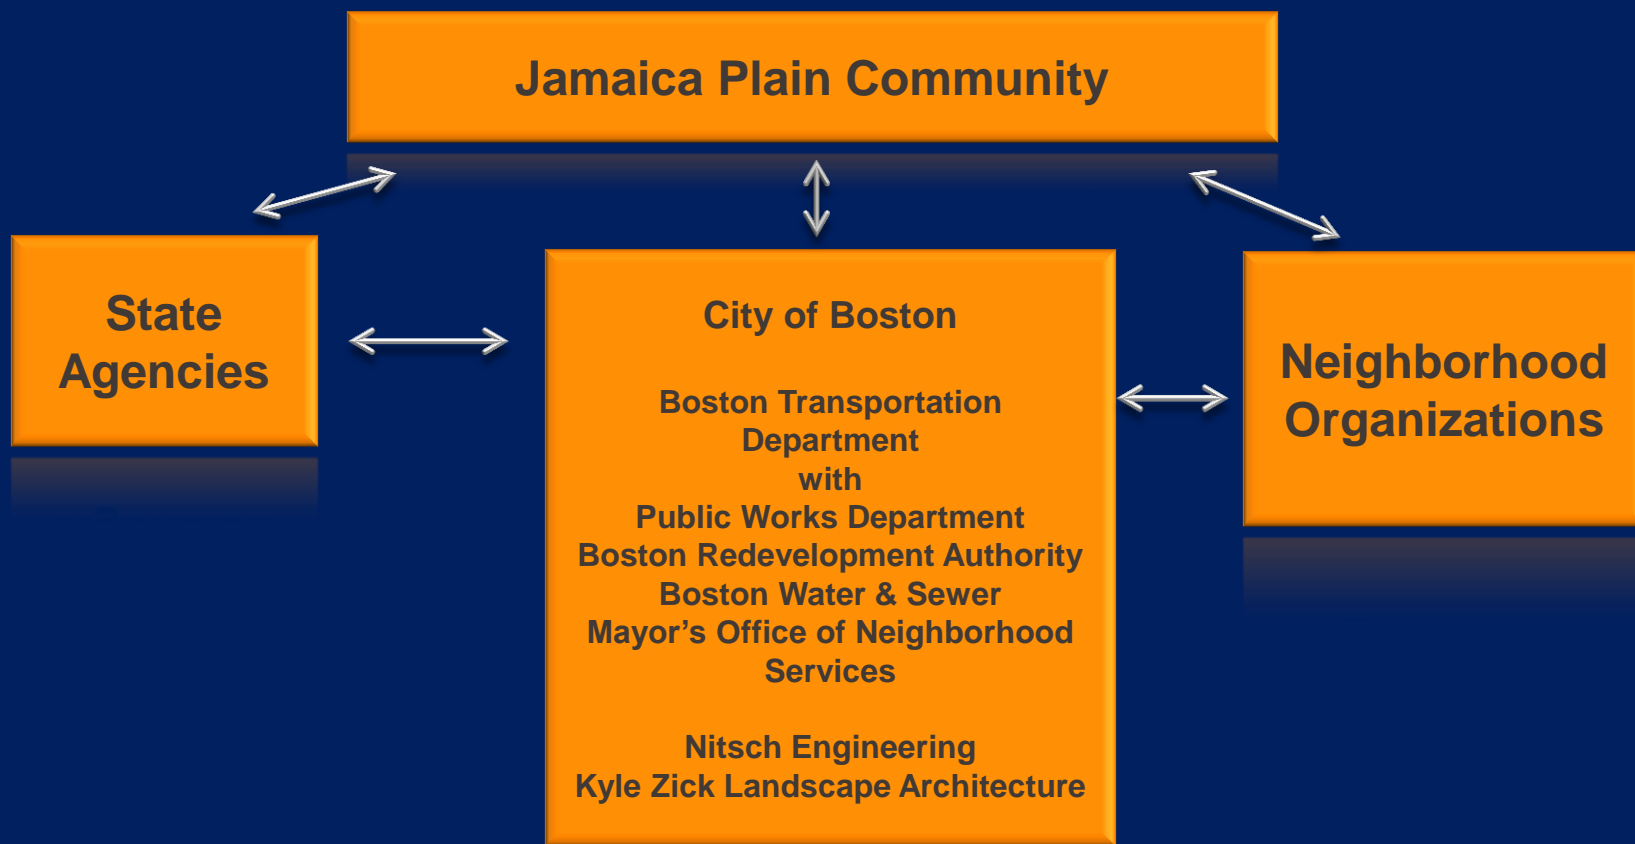 Jamaica Plain Community
State
Agencies
City of Boston
Boston Transportation
Department
with
Public Works Department
Boston Redevelopment Authority
Boston Water & Sewer
Mayor’s Office of Neighborhood
Services
Nitsch Engineering
Kyle Zick Landscape Architecture
Neighborhood
Organizations